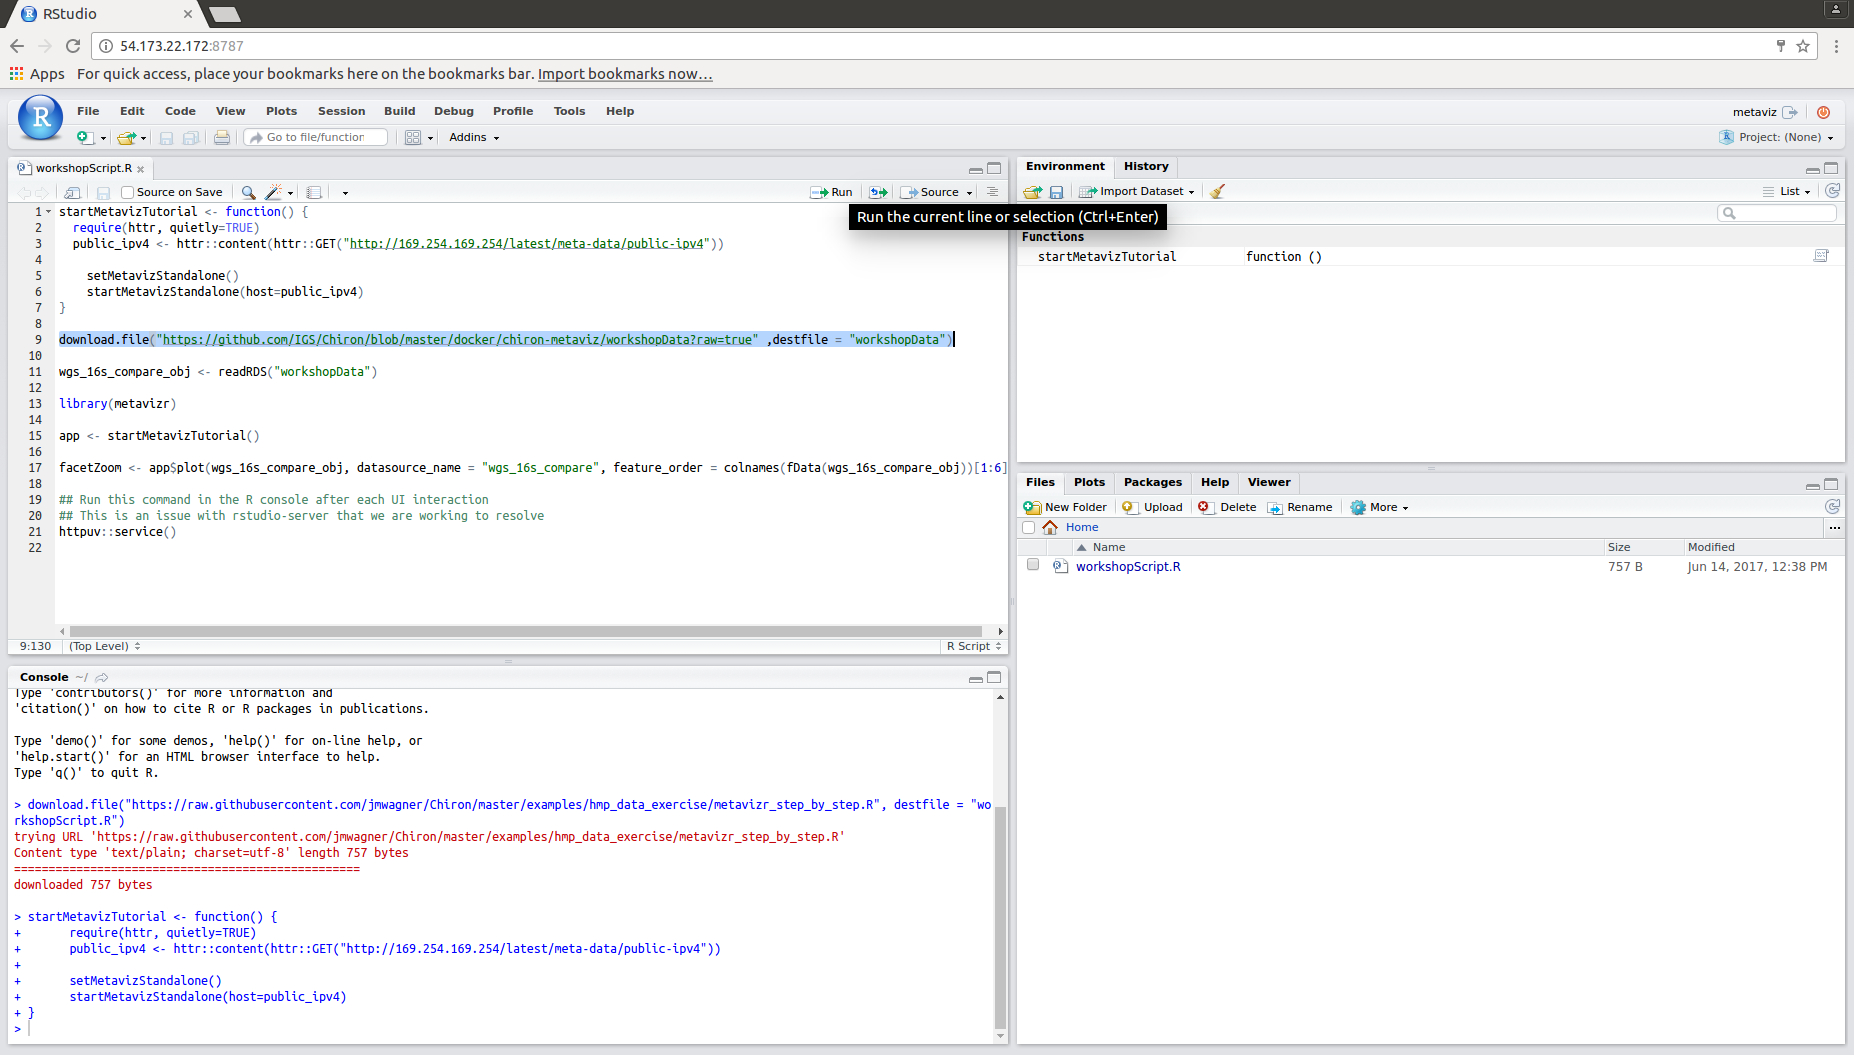 RStudio
54.173.22.172:8787
Apps For quick access, place your bookmarks here on the bookmarks bar. Import bookmarks now...
R File Edit Code View Plots Session Build Debug Profile Tools Help metaviz
Go to file/function Addins Project: (None)
workshopScript.R
Source on Save Run Source
1 startMetavizTutorial <- function() {
2   require(httr, quietly=TRUE)
3   public_ipv4 <- httr::content(httr::GET("http://169.254.169.254/latest/meta-data/public-ipv4"))
4
5     setMetavizStandalone()
6     startMetavizStandalone(host=public_ipv4)
7 }
8
9 download.file("https://github.com/IGS/Chiron/blob/master/docker/chiron-metaviz/workshopData?raw=true" ,destfile = "workshopData")
10
11 wgs_16s_compare_obj <- readRDS("workshopData")
12
13 library(metavizr)
14
15 app <- startMetavizTutorial()
16
17 facetZoom <- app$plot(wgs_16s_compare_obj, datasource_name = "wgs_16s_compare", feature_order = colnames(fData(wgs_16s_compare_obj))[1:6]
18
19 ## Run this command in the R console after each UI interaction
20 ## This is an issue with rstudio-server that we are working to resolve
21 httpuv::service()
22
9:130 (Top Level) R Script
Run the current line or selection (Ctrl+Enter)
Console ~/
Type 'contributors()' for more information and
'citation()' on how to cite R or R packages in publications.
Type 'demo()' for some demos, 'help()' for on-line help, or
'help.start()' for an HTML browser interface to help.
Type 'q()' to quit R.
> download.file("https://raw.githubusercontent.com/jmwagner/Chiron/master/examples/hmp_data_exercise/metavizr_step_by_step.R", destfile = "wo
rkshopScript.R")
trying URL 'https://raw.githubusercontent.com/jmwagner/Chiron/master/examples/hmp_data_exercise/metavizr_step_by_step.R'
Content type 'text/plain; charset=utf-8' length 757 bytes
==================================================
downloaded 757 bytes
> startMetavizTutorial <- function() {
+       require(httr, quietly=TRUE)
+       public_ipv4 <- httr::content(httr::GET("http://169.254.169.254/latest/meta-data/public-ipv4"))
+
+       setMetavizStandalone()
+       startMetavizStandalone(host=public_ipv4)
+ }
>
Environment History
Import Dataset List
Functions
startMetavizTutorial function ()
Files Plots Packages Help Viewer
New Folder Upload Delete Rename More
Home ...
Name Size Modified
workshopScript.R 757 B Jun 14, 2017, 12:38 PM